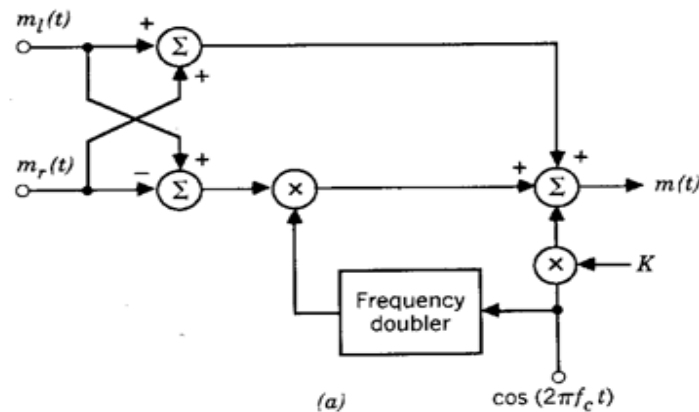 m_l(t)
+ Σ
+
+
m_r(t)
− Σ
+
×
+ Σ
m(t)
× K
Frequency
doubler
(a)
cos (2πf_c t)